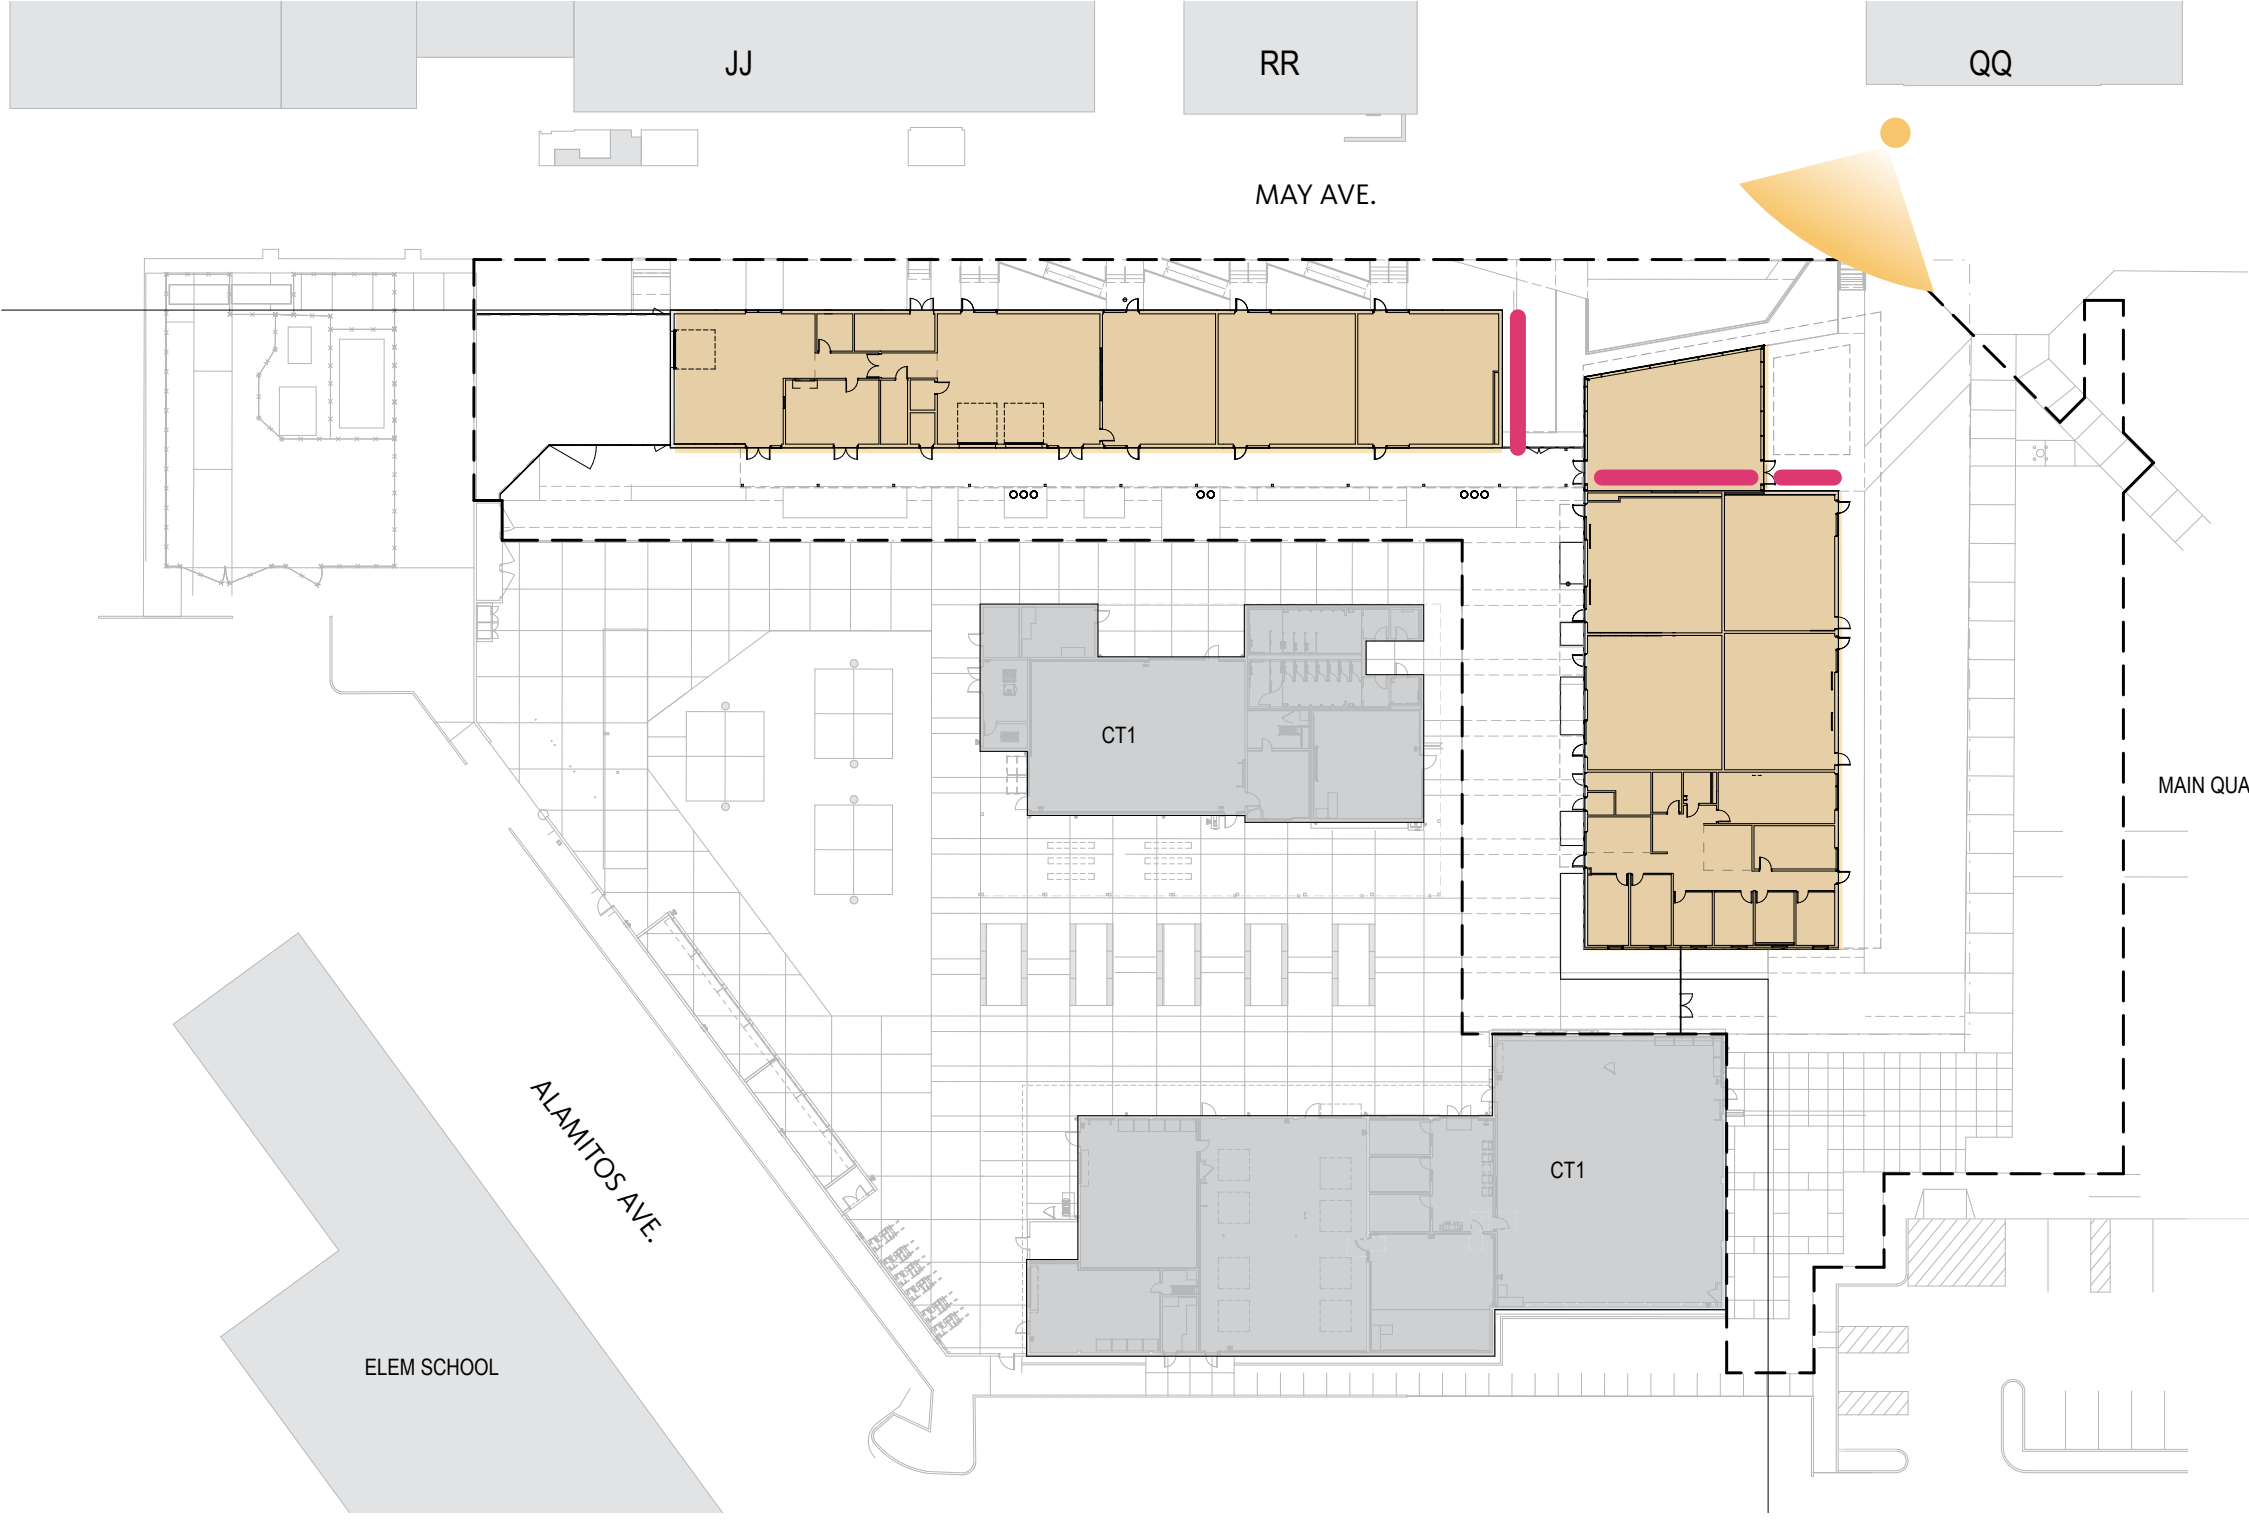 JJ
RR
QQ
MAY AVE.
CT1
MAIN QUA
ALAMITOS AVE.
CT1
ELEM SCHOOL